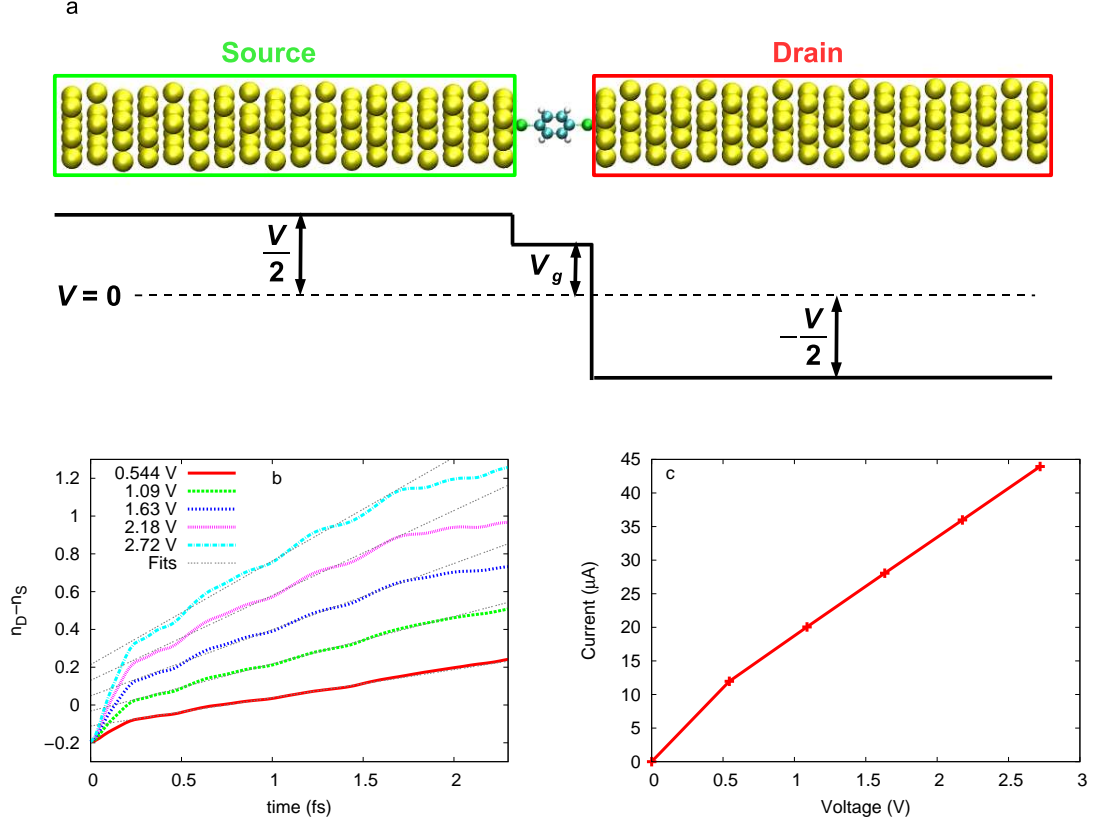 a
Source
Drain
V
2
V = 0
V g
− V
2
b
0.544 V
1.09 V
1.63 V
2.18 V
2.72 V
Fits
1.2
1
0.8
0.6
0.4
0.2
0
−0.2
nD−nS
0
0.5
1
1.5
2
time (fs)
c
45
40
35
30
25
20
15
10
5
0
Current (µA)
0
0.5
1
1.5
2
2.5
3
Voltage (V)